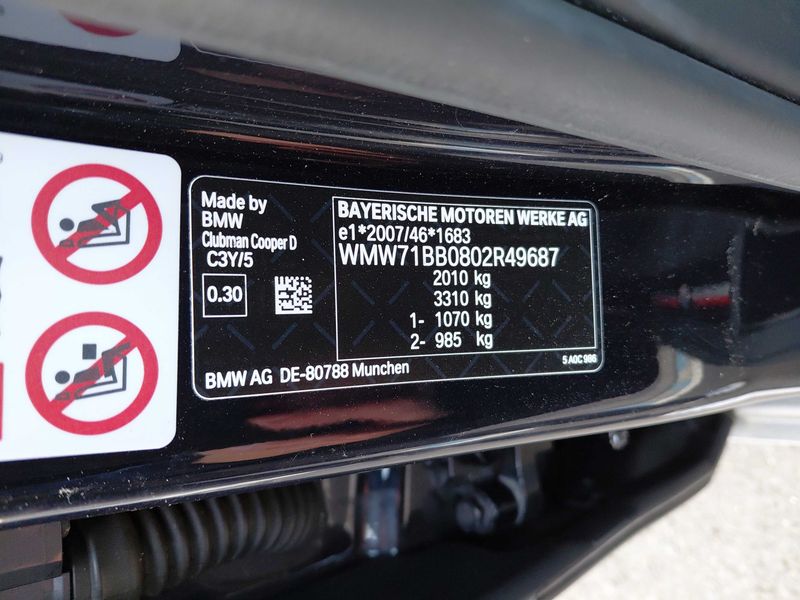 Made by
BMW
Clubman Cooper D
C3Y/5
0.30
BAYERISCHE MOTOREN WERKE AG
e1*2007/46*1683
WMW71BB0802R49687
2010 kg
3310 kg
1- 1070 kg
2- 985 kg
5 A0C 986
BMW AG DE-80788 Munchen